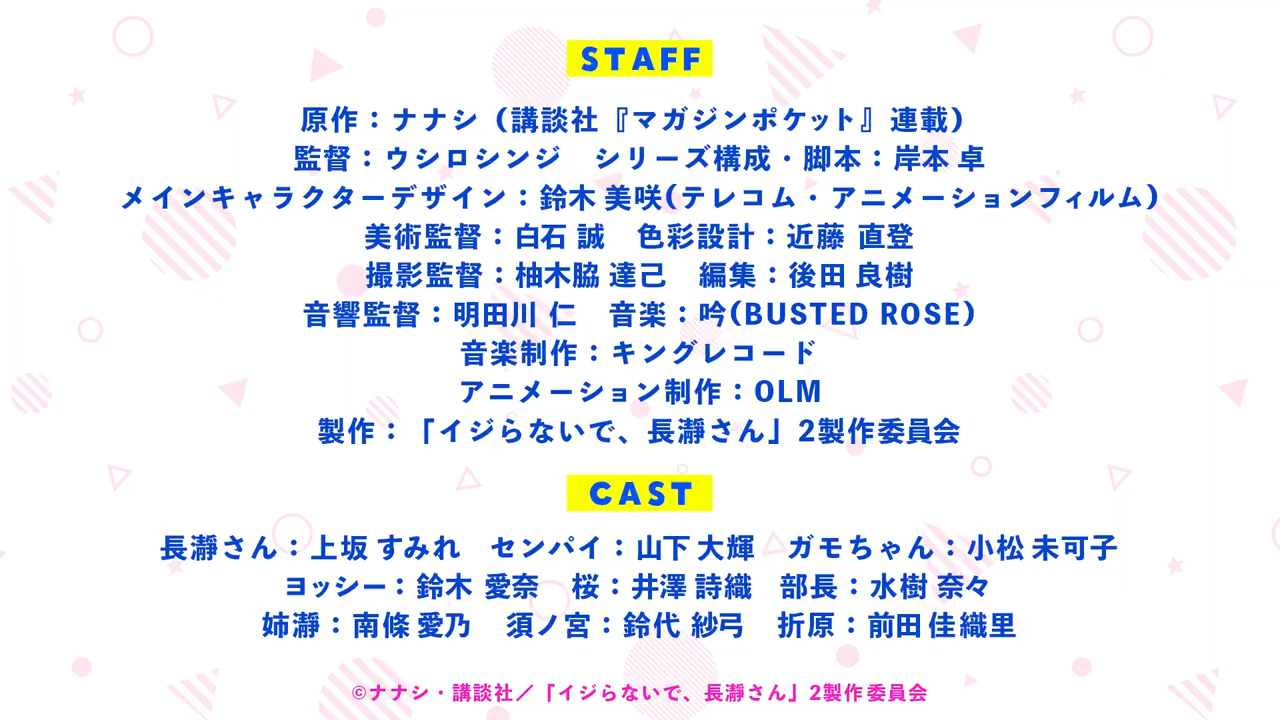 STAFF
原作：ナナシ（講談社『マガジンポケット』連載）
監督：ウシロシンジ　シリーズ構成・脚本：岸本 卓
メインキャラクターデザイン：鈴木 美咲(テレコム・アニメーションフィルム)
美術監督：白石 誠　色彩設計：近藤 直登
撮影監督：柚木脇 達己　編集：後田 良樹
音響監督：明田川 仁　音楽：吟(BUSTED ROSE)
音楽制作：キングレコード
アニメーション制作：OLM
製作：「イジらないで、長瀞さん」2製作委員会
CAST
長瀞さん：上坂 すみれ　センパイ：山下 大輝　ガモちゃん：小松 未可子
ヨッシー：鈴木 愛奈　桜：井澤 詩織　部長：水樹 奈々
姉瀞：南條 愛乃　須ノ宮：鈴代 紗弓　折原：前田 佳織里
©ナナシ・講談社／「イジらないで、長瀞さん」2製作委員会